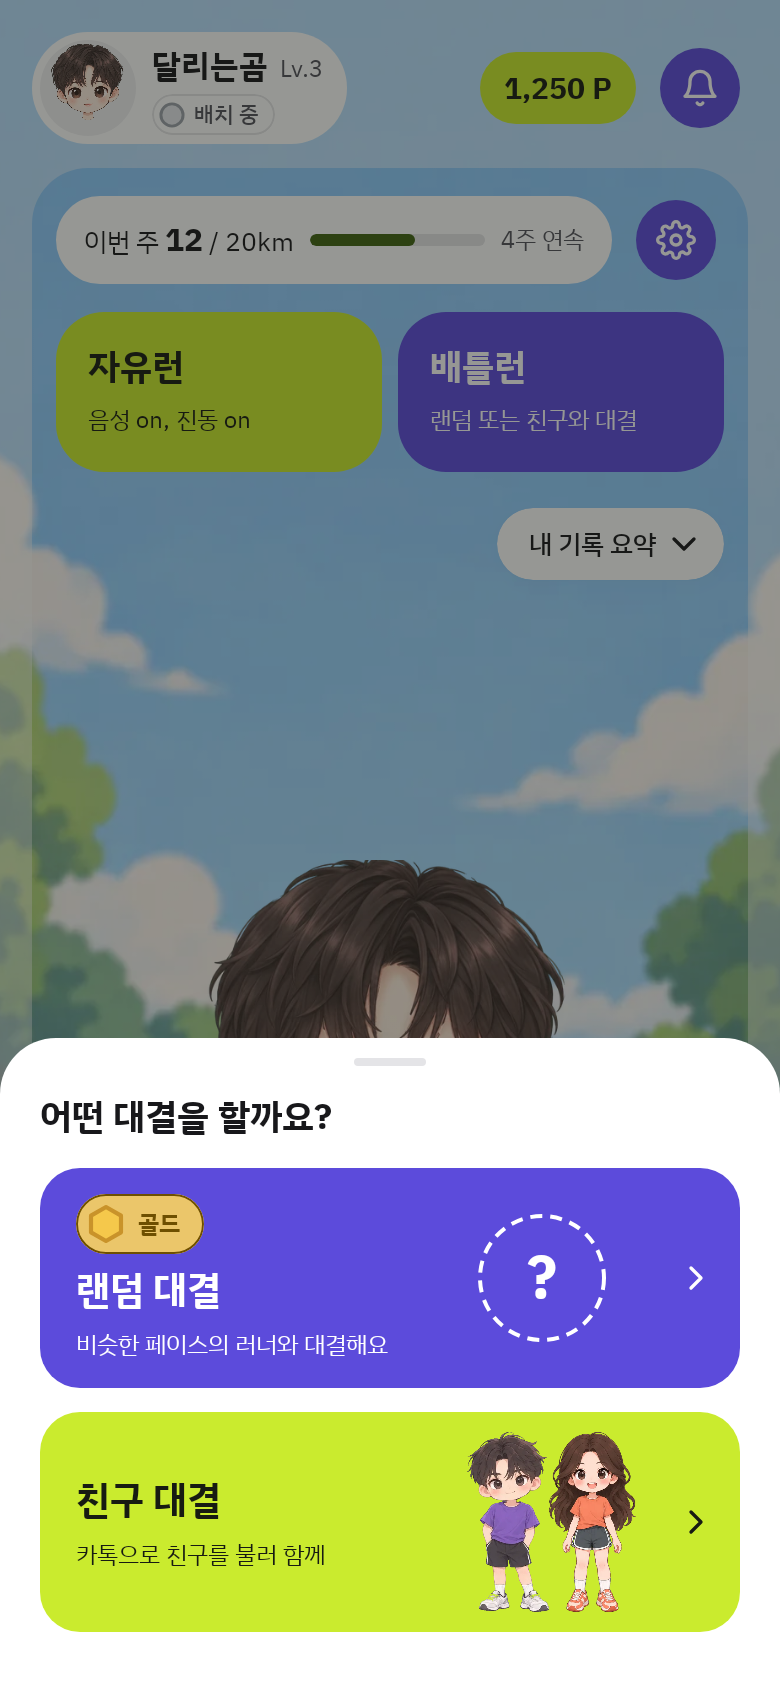 달리는곰 Lv.3
배치 중
1,250 P
이번 주 12 / 20km
4주 연속
자유런
음성 on, 진동 on
배틀런
랜덤 또는 친구와 대결
내 기록 요약
어떤 대결을 할까요?
골드
랜덤 대결
비슷한 페이스의 러너와 대결해요
?
친구 대결
카톡으로 친구를 불러 함께